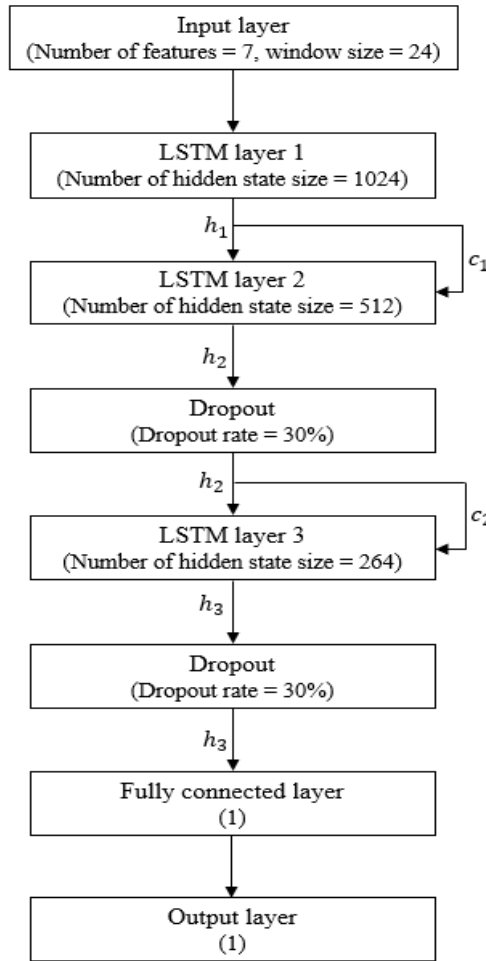 Input layer
(Number of features = 7, window size = 24)
LSTM layer 1
(Number of hidden state size = 1024)
h₁
c₁
LSTM layer 2
(Number of hidden state size = 512)
h₂
Dropout
(Dropout rate = 30%)
h₂
c₂
LSTM layer 3
(Number of hidden state size = 264)
h₃
Dropout
(Dropout rate = 30%)
h₃
Fully connected layer
(1)
Output layer
(1)